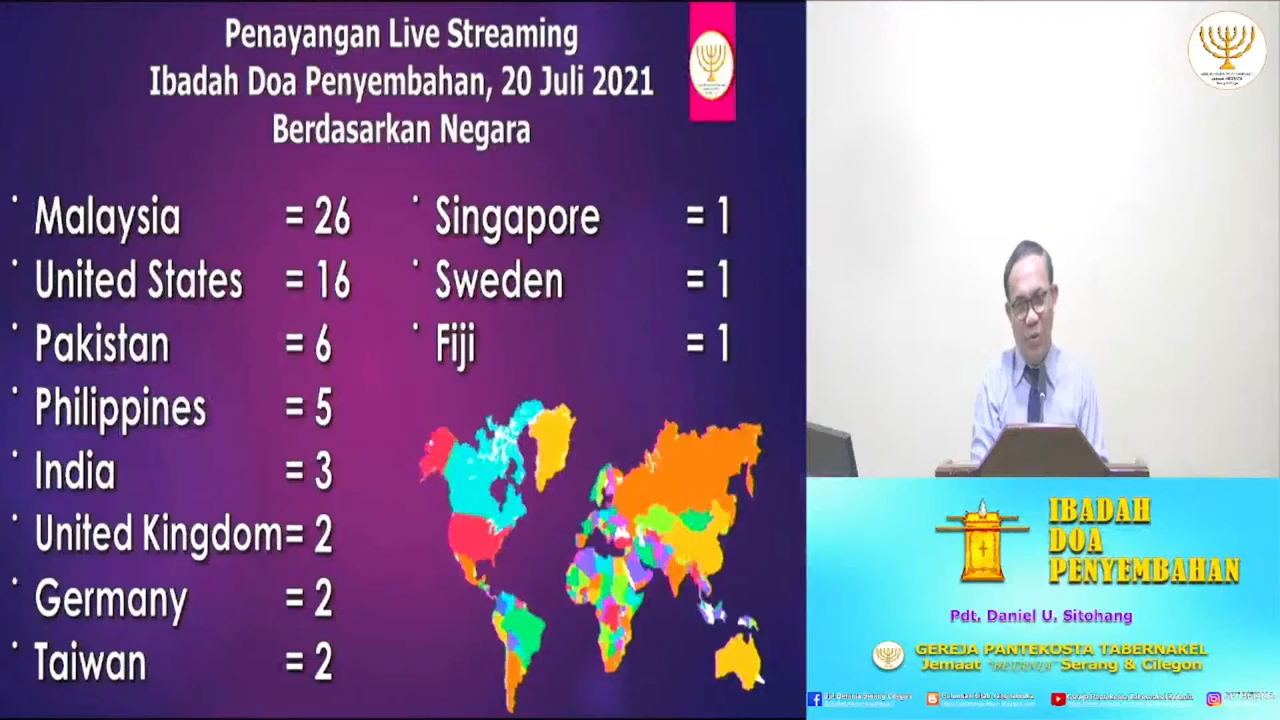 Penayangan Live Streaming
Ibadah Doa Penyembahan, 20 Juli 2021
Berdasarkan Negara
Malaysia = 26
United States = 16
Pakistan = 6
Philippines = 5
India = 3
United Kingdom = 2
Germany = 2
Taiwan = 2
Singapore = 1
Sweden = 1
Fiji = 1
IBADAH
DOA
PENYEMBAHAN
Pdt. Daniel U. Sitohang
GEREJA PANTEKOSTA TABERNAKEL
Jemaat "BETANIA" Serang & Cilegon